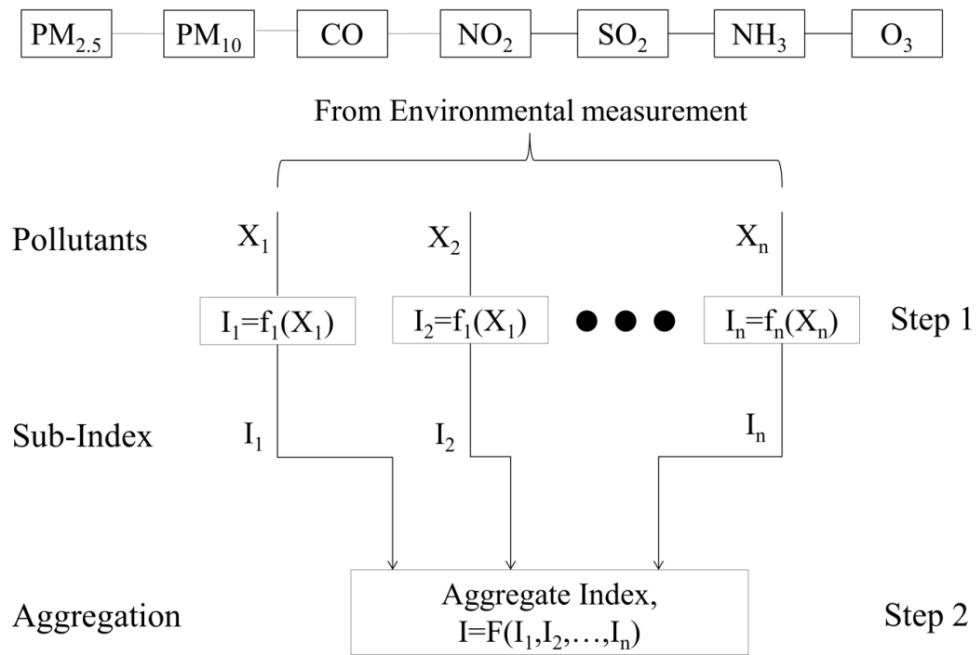 PM₂.₅ PM₁₀ CO NO₂ SO₂ NH₃ O₃
From Environmental measurement
Pollutants X₁ X₂ Xₙ
I₁=f₁(X₁) I₂=f₁(X₁) ●●● Iₙ=fₙ(Xₙ) Step 1
Sub-Index I₁ I₂ Iₙ
Aggregate Index,
Aggregation I=F(I₁,I₂,…,Iₙ) Step 2